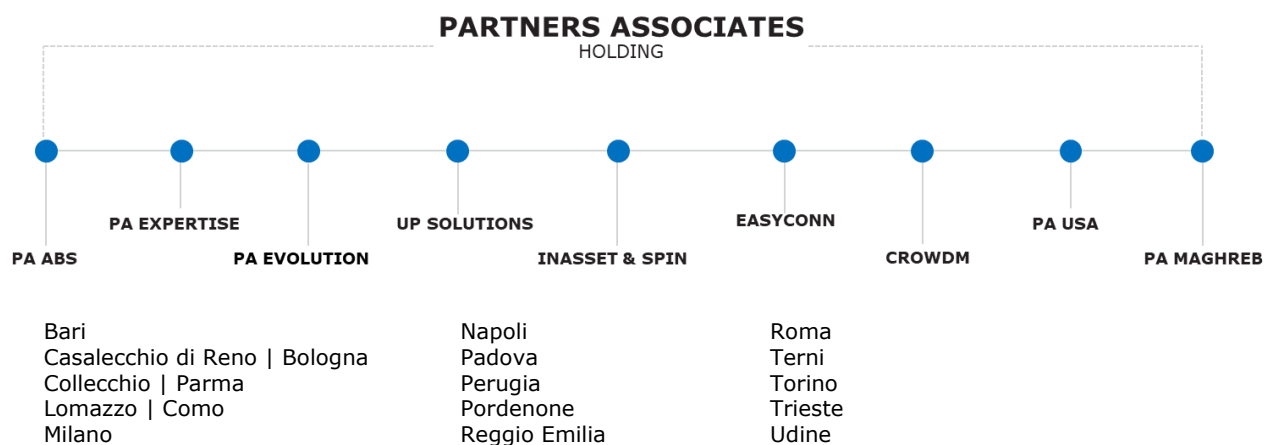 PARTNERS ASSOCIATES
HOLDING
PA EXPERTISE
UP SOLUTIONS
EASYCONN
PA USA
PA ABS
PA EVOLUTION
INASSET & SPIN
CROWDM
PA MAGHREB
Bari
Casalecchio di Reno | Bologna
Collecchio | Parma
Lomazzo | Como
Milano
Napoli
Padova
Perugia
Pordenone
Reggio Emilia
Roma
Terni
Torino
Trieste
Udine